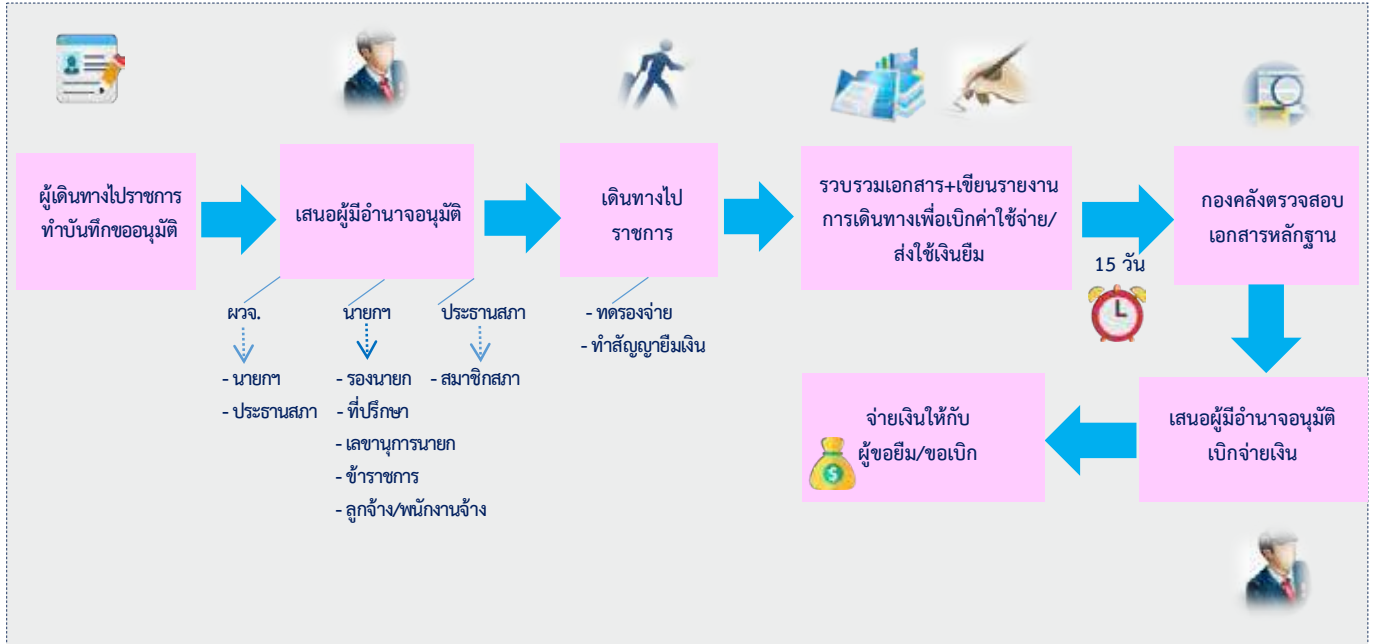 ผู้เดินทางไปราชการ
ทำบันทึกขออนุมัติ
เสนอผู้มีอำนาจอนุมัติ
เดินทางไป
ราชการ
รวบรวมเอกสาร+เขียนรายงาน
การเดินทางเพื่อเบิกค่าใช้จ่าย/
ส่งใช้เงินยืม
15 วัน
กองคลังตรวจสอบ
เอกสารหลักฐาน
ผวจ.
- นายกฯ
- ประธานสภา
นายกฯ
- รองนายก
- ที่ปรึกษา
- เลขานุการนายก
- ข้าราชการ
- ลูกจ้าง/พนักงานจ้าง
ประธานสภา
- สมาชิกสภา
- ทดรองจ่าย
- ทำสัญญายืมเงิน
เสนอผู้มีอำนาจอนุมัติ
เบิกจ่ายเงิน
จ่ายเงินให้กับ
ผู้ขอยืม/ขอเบิก